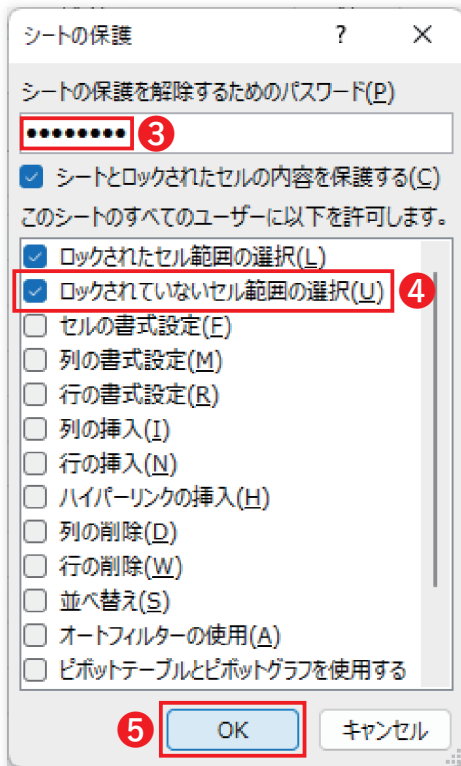 シートの保護 ? ×
シートの保護を解除するためのパスワード(P)
●●●●●●●● 3
シートとロックされたセルの内容を保護する(C)
このシートのすべてのユーザーに以下を許可します。
ロックされたセル範囲の選択(L)
ロックされていないセル範囲の選択(U) 4
セルの書式設定(F)
列の書式設定(M)
行の書式設定(R)
列の挿入(I)
行の挿入(N)
ハイパーリンクの挿入(H)
列の削除(D)
行の削除(W)
並べ替え(S)
オートフィルターの使用(A)
ピボットテーブルとピボットグラフを使用する
5 OK キャンセル